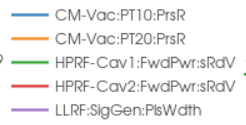 CM-Vac:PT10:PrsR
CM-Vac:PT20:PrsR
HPRF-Cav1:FwdPwr:sRdV
HPRF-Cav2:FwdPwr:sRdV
LLRF:SigGen:PlsWdth